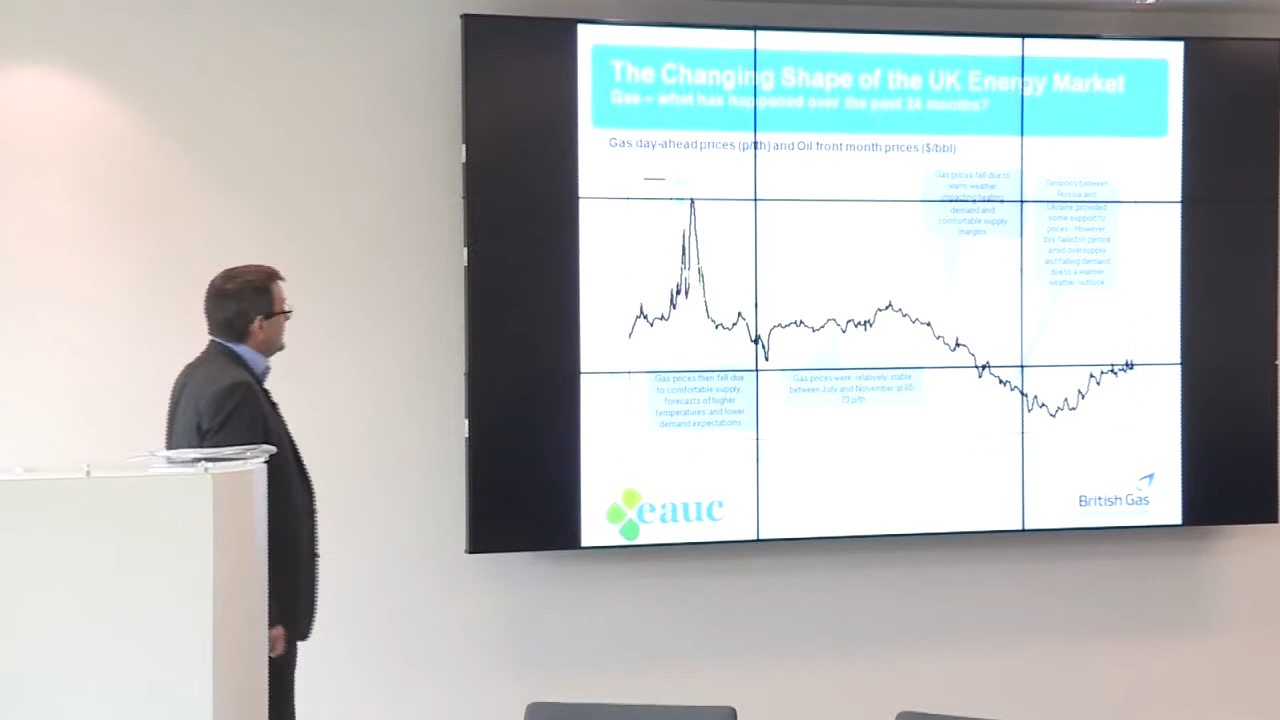 The Changing Shape of the UK Energy Market
Gas – what has happened over the past 24 months?
Gas day-ahead prices (p/th) and Oil front month prices ($/bbl)
Gas prices fell due to
warm weather
impacting heating
demand and
comfortable supply
margins
Tensions between
Russia and
Ukraine provided
some support to
prices. However,
this failed to persist
amid oversupply
and falling demand
due to a warmer
weather outlook
Gas prices then fell due
to comfortable supply,
forecasts of higher
temperatures and lower
demand expectations
Gas prices were relatively stable
between July and November at 60-
70 p/th
eauc
British Gas